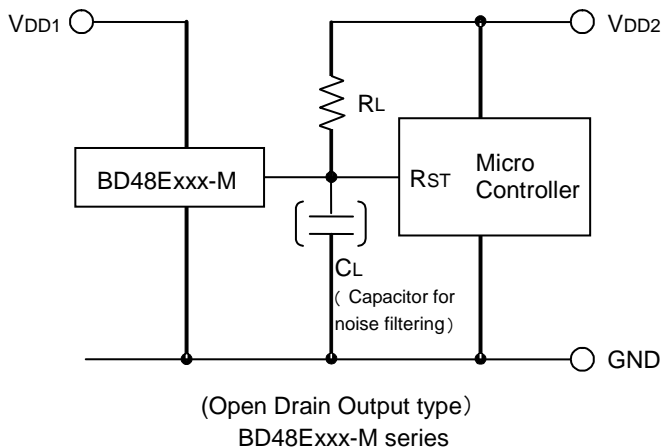 VDD1
VDD2
RL
BD48Exxx-M
RST
Micro
Controller
CL
( Capacitor for
noise filtering)
GND
(Open Drain Output type)
BD48Exxx-M series